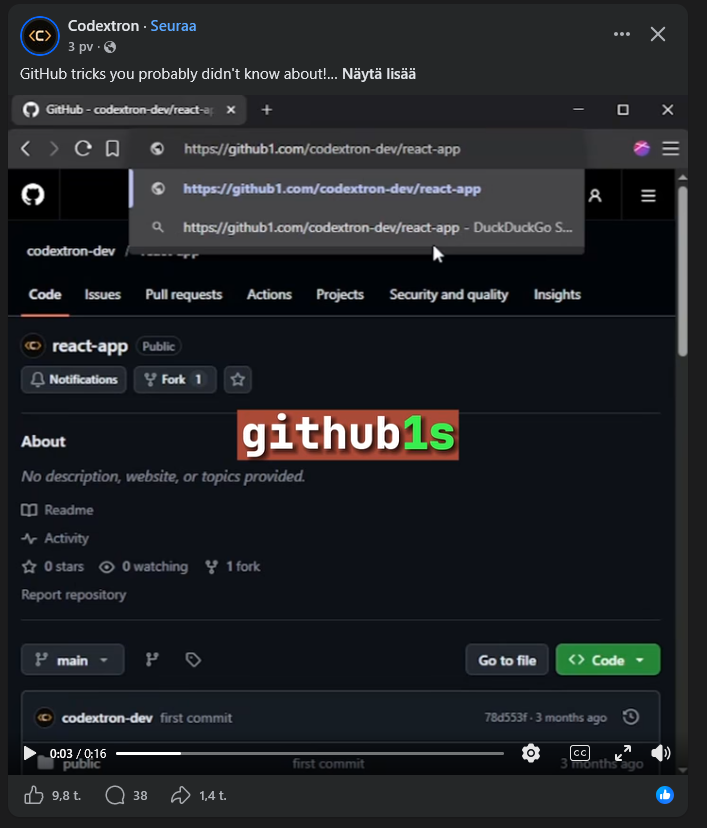 Codextron · Seuraa
3 pv ·
GitHub tricks you probably didn't know about!... Näytä lisää
GitHub - codextron-dev/react-ap
https://github1.com/codextron-dev/react-app
https://github1.com/codextron-dev/react-app
https://github1.com/codextron-dev/react-app - DuckDuckGo S...
codextron-dev / react-app
Code Issues Pull requests Actions Projects Security and quality Insights
react-app Public
Notifications Fork 1
github1s
About
No description, website, or topics provided.
Readme
Activity
0 stars 0 watching 1 fork
Report repository
main Go to file Code
codextron-dev first commit 78d553f · 3 months ago
0:03 / 0:16 CC
public first commit 3 months ago
9,8 t. 38 1,4 t.